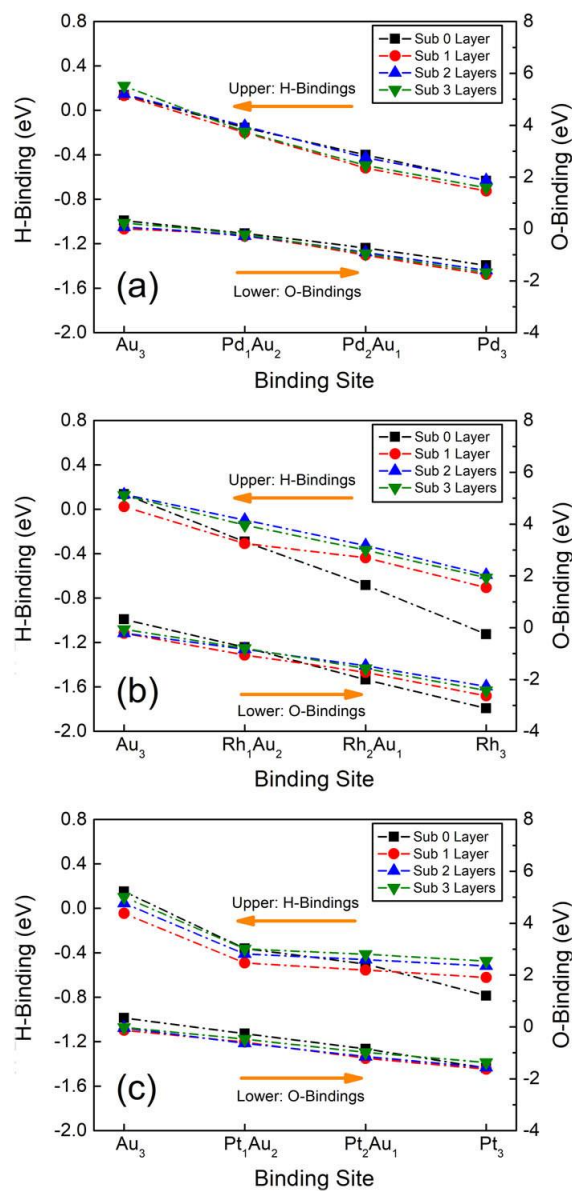 0.8
0.4
0.0
-0.4
-0.8
-1.2
-1.6
-2.0
H-Binding (eV)
Sub 0 Layer
Sub 1 Layer
Sub 2 Layers
Sub 3 Layers
Upper: H-Bindings
(a)
Lower: O-Bindings
8
6
4
2
0
-2
-4
O-Binding (eV)
Au3 Pd1Au2 Pd2Au1 Pd3
Binding Site
0.8
0.4
0.0
-0.4
-0.8
-1.2
-1.6
-2.0
H-Binding (eV)
Sub 0 Layer
Sub 1 Layer
Sub 2 Layers
Sub 3 Layers
Upper: H-Bindings
(b)
Lower: O-Bindings
8
6
4
2
0
-2
-4
O-Binding (eV)
Au3 Rh1Au2 Rh2Au1 Rh3
Binding Site
0.8
0.4
0.0
-0.4
-0.8
-1.2
-1.6
-2.0
H-Binding (eV)
Sub 0 Layer
Sub 1 Layer
Sub 2 Layers
Sub 3 Layers
Upper: H-Bindings
(c)
Lower: O-Bindings
8
6
4
2
0
-2
-4
O-Binding (eV)
Au3 Pt1Au2 Pt2Au1 Pt3
Binding Site